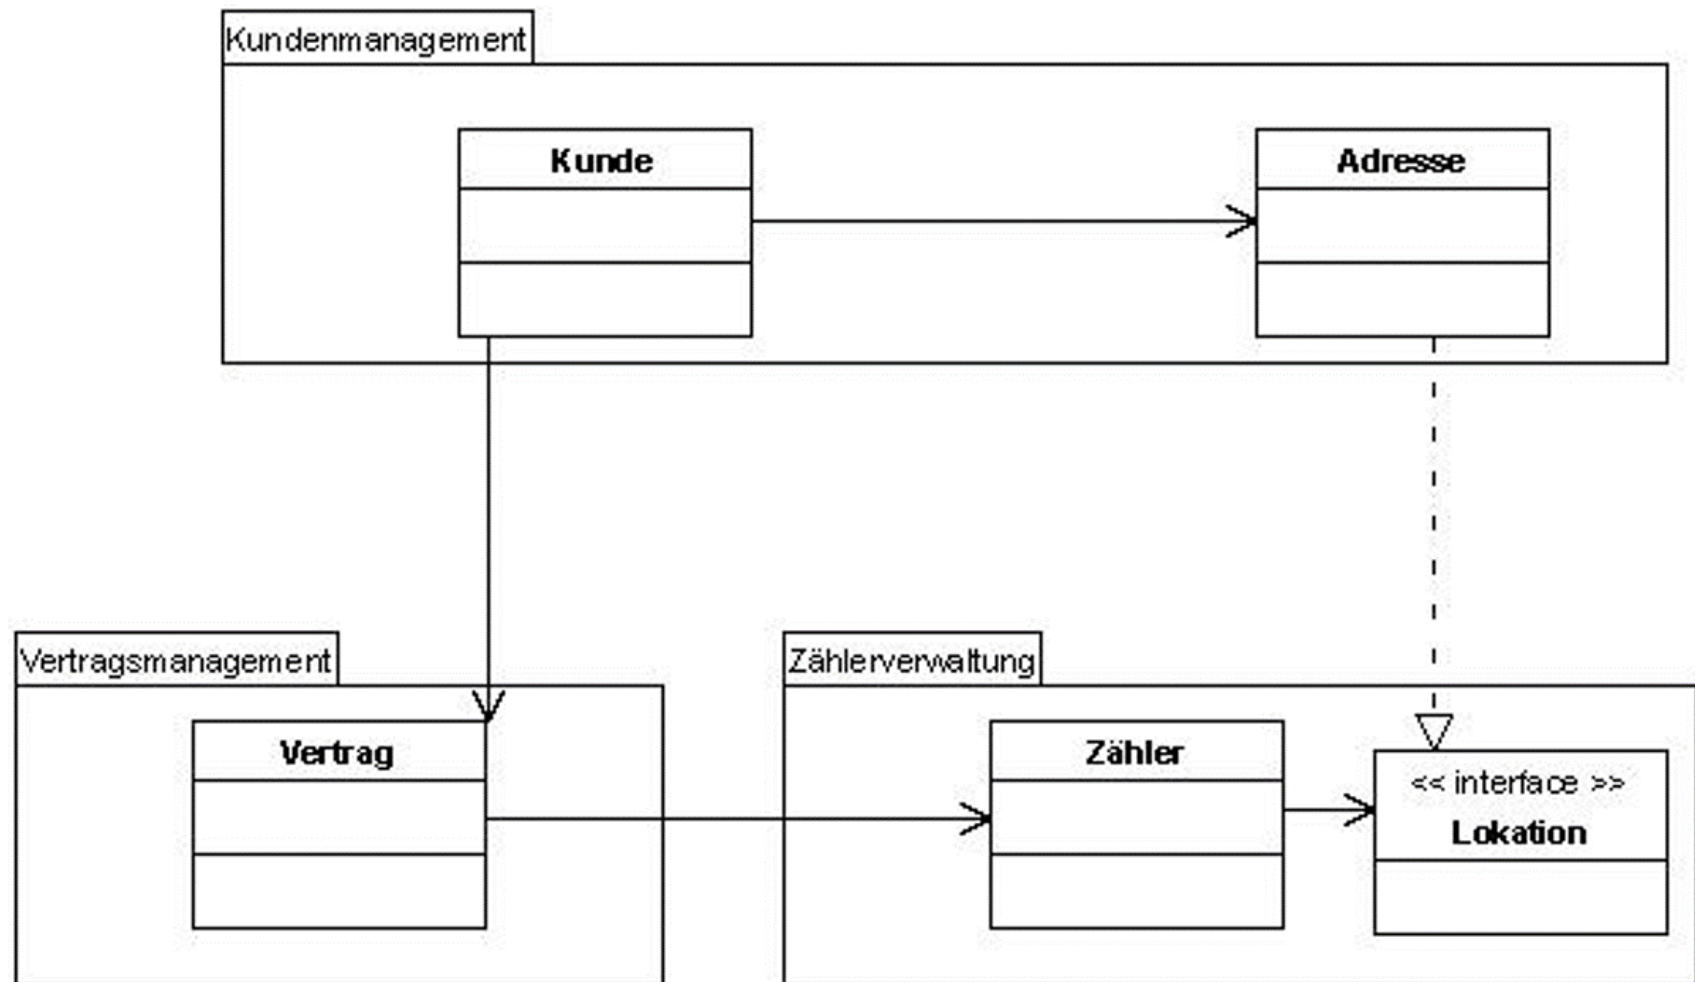 Kundenmanagement
Kunde
Adresse
Vertragsmanagement
Zählerverwaltung
Vertrag
Zähler
<< interface >>
Lokation